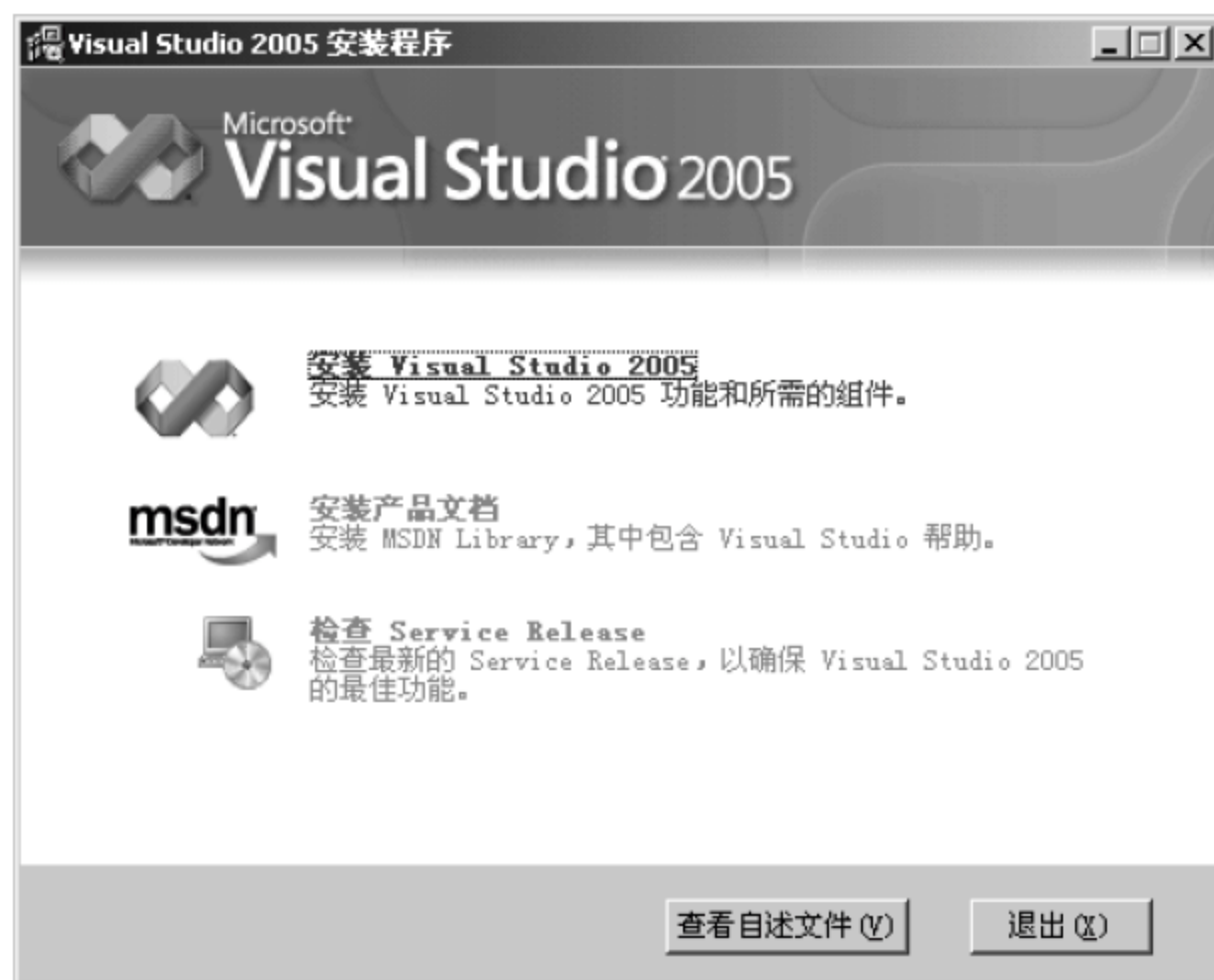 Visual Studio 2005 安装程序
Microsoft
Visual Studio 2005
安装 Visual Studio 2005
安装 Visual Studio 2005 功能和所需的组件。
msdn
安装产品文档
安装 MSDN Library，其中包含 Visual Studio 帮助。
检查 Service Release
检查最新的 Service Release，以确保 Visual Studio 2005
的最佳功能。
查看自述文件(V)
退出(X)